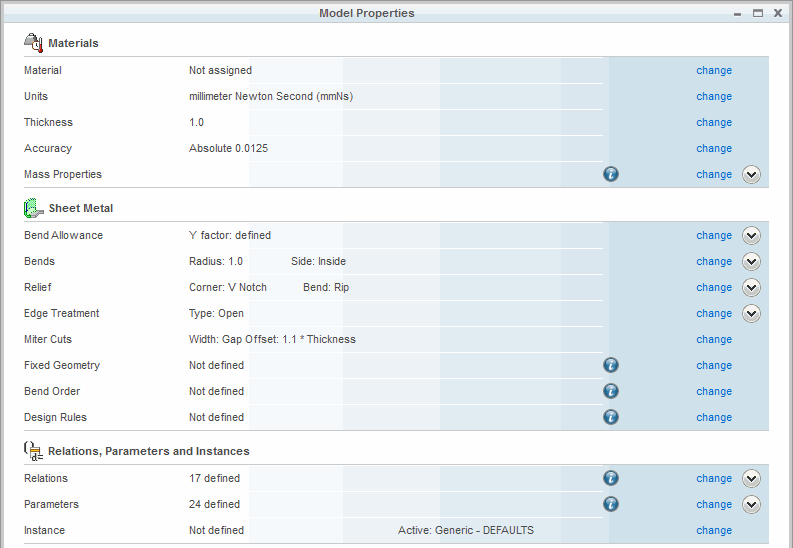 Model Properties
Materials
Material Not assigned change
Units millimeter Newton Second (mmNs) change
Thickness 1.0 change
Accuracy Absolute 0.0125 change
Mass Properties change
Sheet Metal
Bend Allowance Y factor: defined change
Bends Radius: 1.0 Side: Inside change
Relief Corner: V Notch Bend: Rip change
Edge Treatment Type: Open change
Miter Cuts Width: Gap Offset: 1.1 * Thickness change
Fixed Geometry Not defined change
Bend Order Not defined change
Design Rules Not defined change
Relations, Parameters and Instances
Relations 17 defined change
Parameters 24 defined change
Instance Not defined Active: Generic - DEFAULTS change